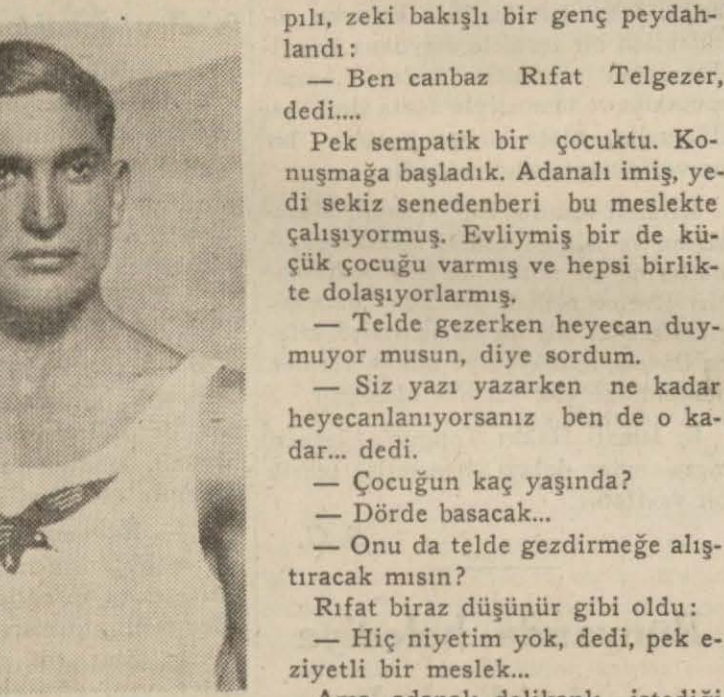 pılı, zeki bakışlı bir genç peydah-
landı:
— Ben canbaz Rıfat Telgezer,
dedi....
Pek sempatik bir çocuktu. Ko-
nuşmağa başladık. Adanalı imiş, ye-
di sekiz senedenberi bu meslekte
çalışıyormuş. Evliymiş bir de kü-
çük çocuğu varmış ve hepsi birlik-
te dolaşıyorlarmış.
— Telde gezerken heyecan duy-
muyor musun, diye sordum.
— Siz yazı yazarken ne kadar
heyecanlanıyorsanız ben de o ka-
dar... dedi.
— Çocuğun kaç yaşında?
— Dörde basacak...
— Onu da telde gezdirmeğe alış-
tıracak mısın?
Rıfat biraz düşünür gibi oldu:
— Hiç niyetim yok, dedi, pek e-
ziyetli bir meslek...